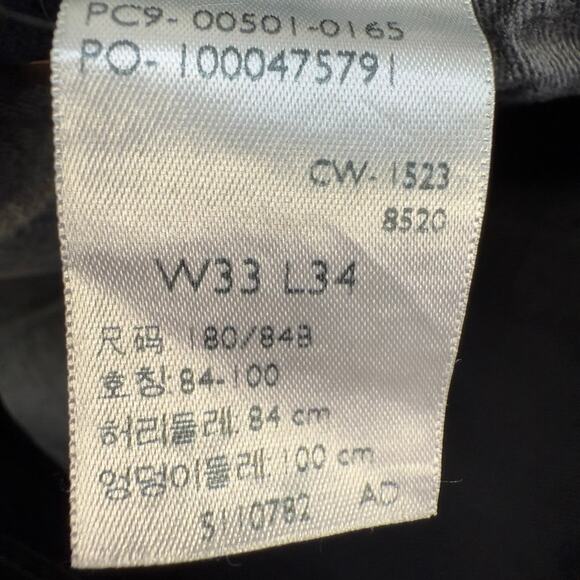 PC9- 00501-0165
PO- 1000475791
CW- 1523
8520
W33 L34
尺码 180/84B
호칭: 84-100
허리둘레: 84 cm
엉덩이둘레: 100 cm
5110782 AD